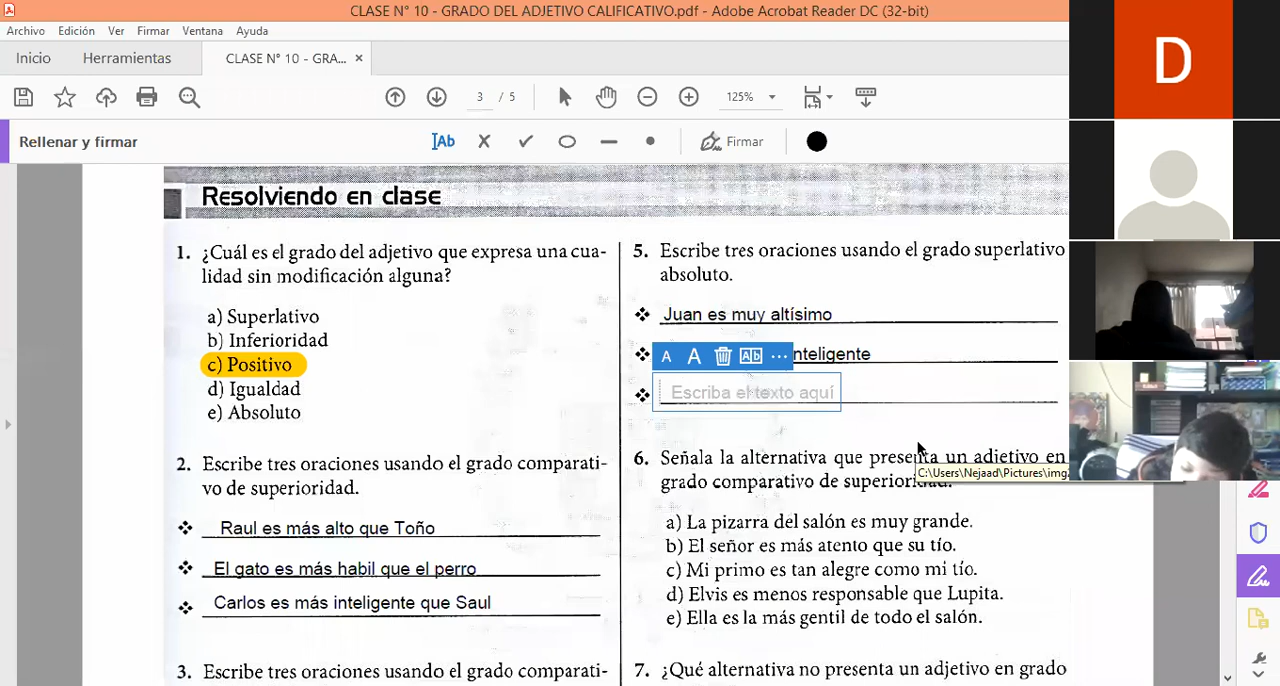 CLASE N° 10 - GRADO DEL ADJETIVO CALIFICATIVO.pdf - Adobe Acrobat Reader DC (32-bit)
Archivo Edición Ver Firmar Ventana Ayuda
Inicio Herramientas CLASE N° 10 - GRA... ×
3 / 5 125%
Rellenar y firmar Ab Firmar
D
Resolviendo en clase
1. ¿Cuál es el grado del adjetivo que expresa una cua-
lidad sin modificación alguna?
a) Superlativo
b) Inferioridad
c) Positivo
d) Igualdad
e) Absoluto
2. Escribe tres oraciones usando el grado comparati-
vo de superioridad.
Raul es más alto que Toño
El gato es más habil que el perro
Carlos es más inteligente que Saul
3. Escribe tres oraciones usando el grado comparati-
5. Escribe tres oraciones usando el grado superlativo
absoluto.
Juan es muy altísimo
A A Ab ...
nteligente
Escriba el texto aquí
6. Señala la alternativa que presenta un adjetivo en
C:\Users\Nejaad\Pictures\img
grado comparativo de superioridad.
a) La pizarra del salón es muy grande.
b) El señor es más atento que su tío.
c) Mi primo es tan alegre como mi tío.
d) Elvis es menos responsable que Lupita.
e) Ella es la más gentil de todo el salón.
7. ¿Qué alternativa no presenta un adjetivo en grado